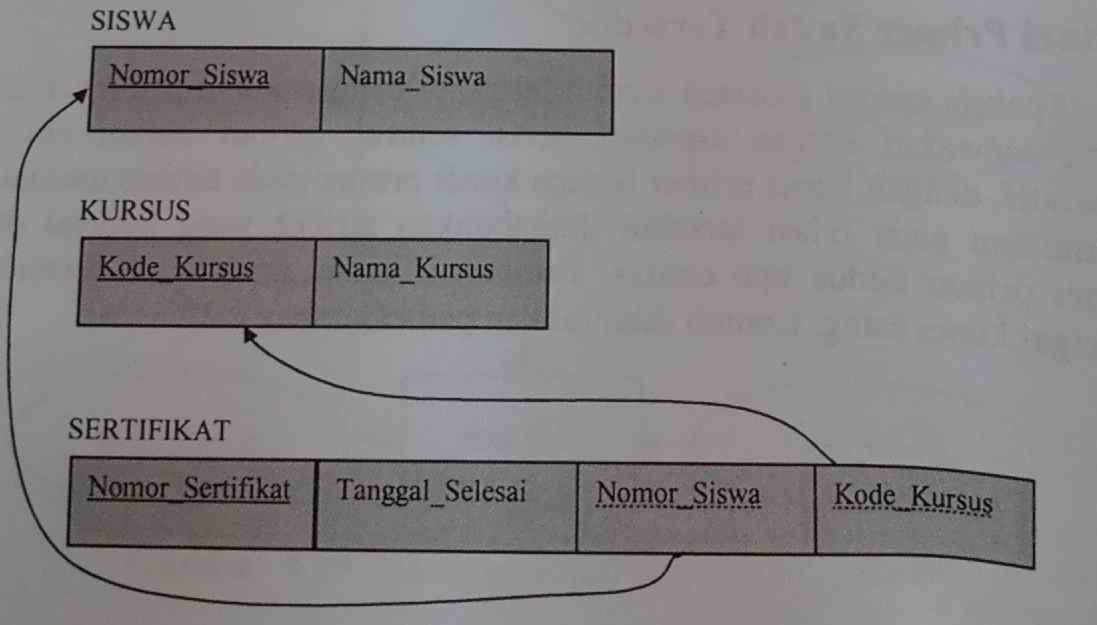 SISWA
Nomor_Siswa Nama_Siswa
KURSUS
Kode_Kursus Nama_Kursus
SERTIFIKAT
Nomor_Sertifikat Tanggal_Selesai Nomor_Siswa Kode_Kursus